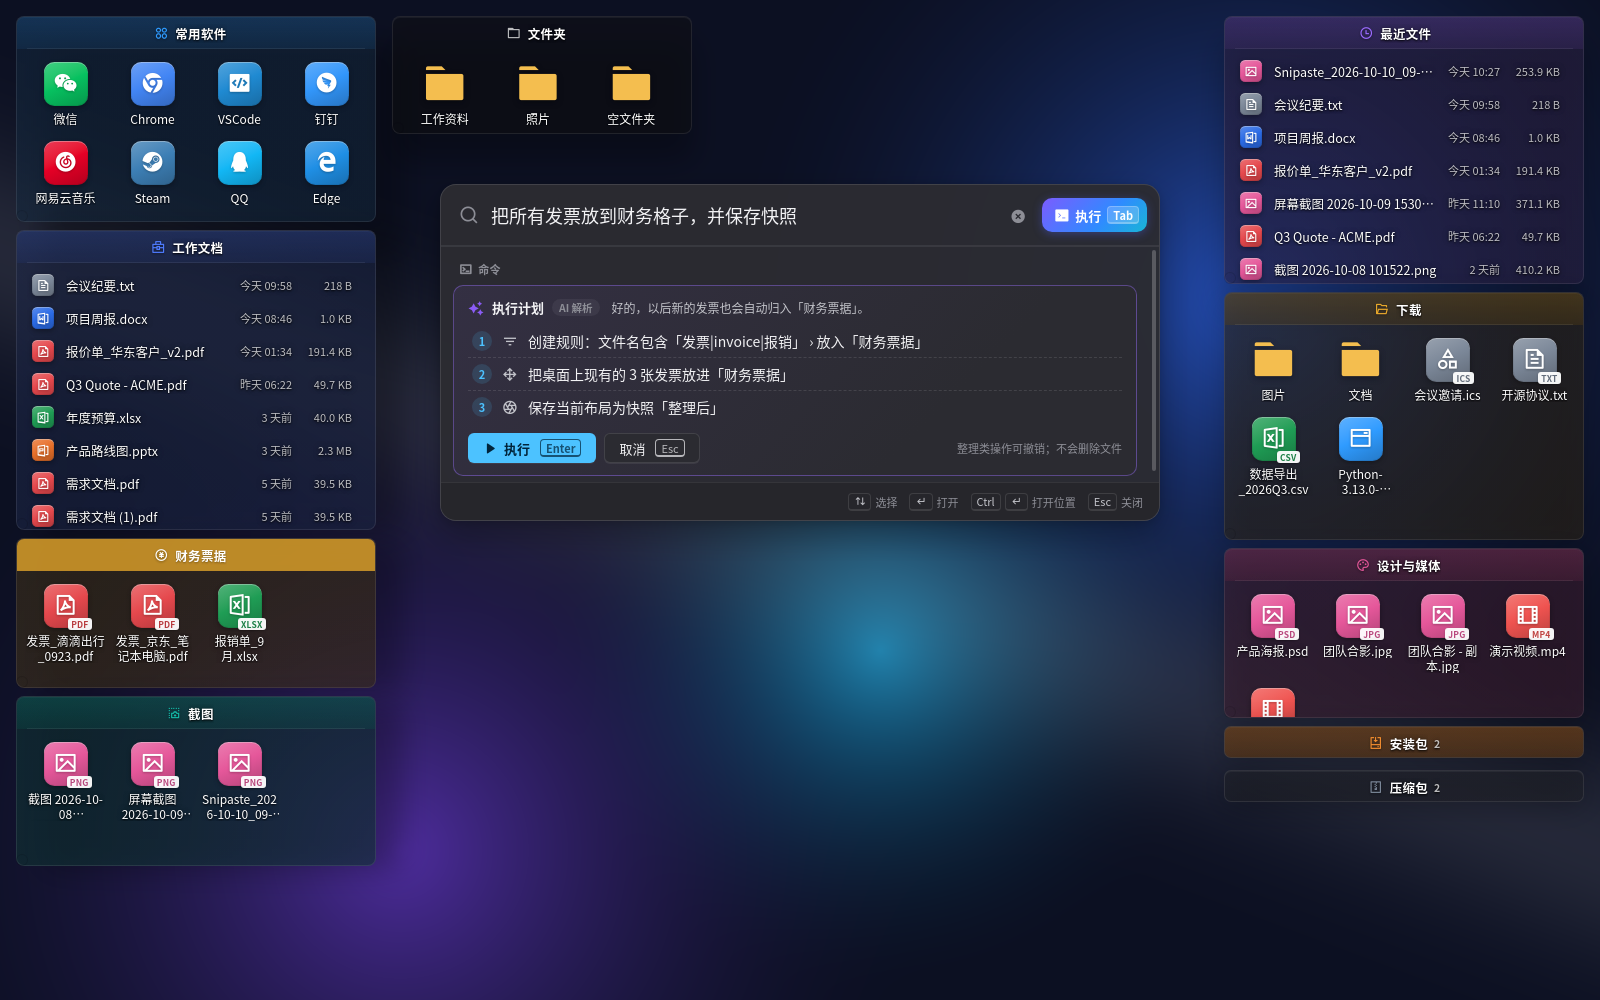 常用软件
微信
Chrome
VSCode
钉钉
网易云音乐
Steam
QQ
Edge
工作文档
会议纪要.txt 今天 09:58 218 B
项目周报.docx 今天 08:46 1.0 KB
报价单_华东客户_v2.pdf 今天 01:34 191.4 KB
Q3 Quote - ACME.pdf 昨天 06:22 49.7 KB
年度预算.xlsx 3 天前 40.0 KB
产品路线图.pptx 3 天前 2.3 MB
需求文档.pdf 5 天前 39.5 KB
需求文档 (1).pdf 5 天前 39.5 KB
财务票据
PDF
发票_滴滴出行
_0923.pdf
PDF
发票_京东_笔
记本电脑.pdf
XLSX
报销单_9
月.xlsx
截图
PNG
截图 2026-10-
08…
PNG
屏幕截图
2026-10-09…
PNG
Snipaste_202
6-10-10_09-…
文件夹
工作资料
照片
空文件夹
把所有发票放到财务格子，并保存快照
执行 Tab
命令
执行计划 AI 解析 好的，以后新的发票也会自动归入「财务票据」。
1 创建规则：文件名包含「发票|invoice|报销」 › 放入「财务票据」
2 把桌面上现有的 3 张发票放进「财务票据」
3 保存当前布局为快照「整理后」
执行 Enter 取消 Esc 整理类操作可撤销；不会删除文件
⇅ 选择 ↵ 打开 Ctrl ↵ 打开位置 Esc 关闭
最近文件
Snipaste_2026-10-10_09-… 今天 10:27 253.9 KB
会议纪要.txt 今天 09:58 218 B
项目周报.docx 今天 08:46 1.0 KB
报价单_华东客户_v2.pdf 今天 01:34 191.4 KB
屏幕截图 2026-10-09 1530… 昨天 11:10 371.1 KB
Q3 Quote - ACME.pdf 昨天 06:22 49.7 KB
截图 2026-10-08 101522.png 2 天前 410.2 KB
下载
图片
文档
ICS
会议邀请.ics
TXT
开源协议.txt
CSV
数据导出
_2026Q3.csv
Python-
3.13.0-…
设计与媒体
PSD
产品海报.psd
JPG
团队合影.jpg
JPG
团队合影 - 副
本.jpg
MP4
演示视频.mp4
安装包 2
压缩包 2